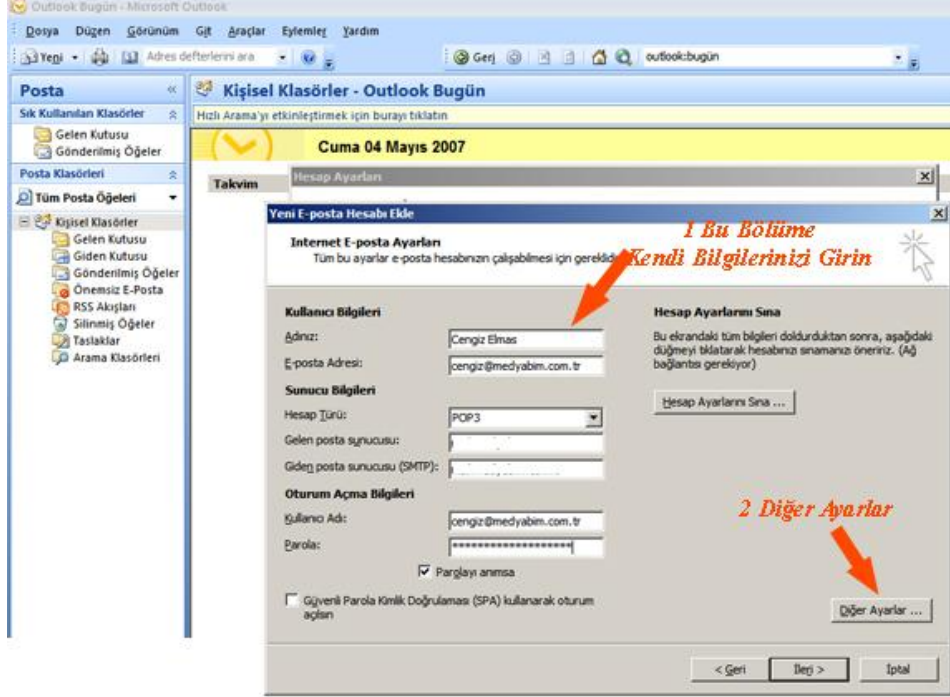 Outlook Bugün - Microsoft Outlook
Dosya Düzen Görünüm Git Araçlar Eylemler Yardım
Yeni Adres defterlerini ara Geri outlook:bugün
Posta
Sık Kullanılan Klasörler
Gelen Kutusu
Gönderilmiş Öğeler
Posta Klasörleri
Tüm Posta Öğeleri
Kişisel Klasörler
Gelen Kutusu
Giden Kutusu
Gönderilmiş Öğeler
Önemsiz E-Posta
RSS Akışları
Silinmiş Öğeler
Taslaklar
Arama Klasörleri
Kişisel Klasörler - Outlook Bugün
Hızlı Arama'yı etkinleştirmek için burayı tıklatın
Cuma 04 Mayıs 2007
Takvim
Hesap Ayarları
Yeni E-posta Hesabı Ekle
Internet E-posta Ayarları
Tüm bu ayarlar e-posta hesabınızın çalışabilmesi için
1 Bu Bölüme
Kendi Bilgilerinizi Girin
Kullanıcı Bilgileri
Adınız: Cengiz Elmas
E-posta Adresi: cengiz@medyabim.com.tr
Sunucu Bilgileri
Hesap Türü: POP3
Gelen posta sunucusu:
Giden posta sunucusu (SMTP):
Oturum Açma Bilgileri
Kullanıcı Adı: cengiz@medyabim.com.tr
Parola: ********************
Parolayı anımsa
Güvenli Parola Kimlik Doğrulaması (SPA) kullanarak oturum
açılsın
Hesap Ayarlarını Sına
Bu ekrandaki tüm bilgileri doldurduktan sonra, aşağıdaki
düğmeyi tıklatarak hesabınızı sınamanızı öneririz. (Ağ
bağlantısı gerekiyor)
Hesap Ayarlarını Sına ...
2 Diğer Ayarlar
Diğer Ayarlar ...
< Geri İleri > İptal